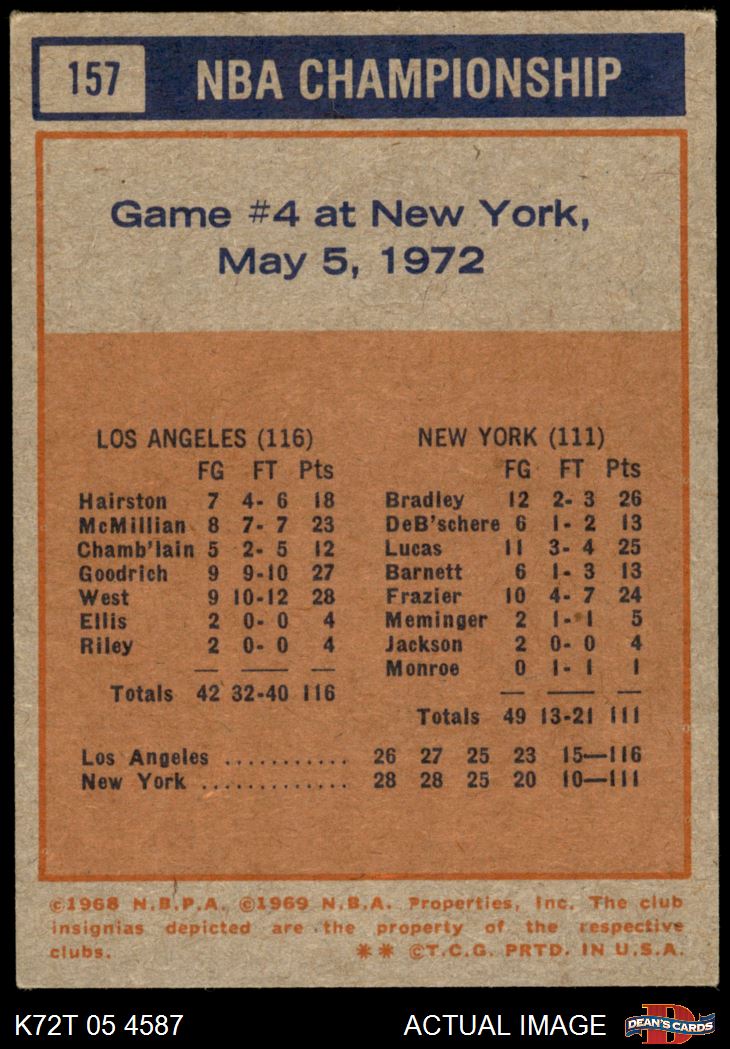 157 NBA CHAMPIONSHIP
Game #4 at New York,
May 5, 1972
LOS ANGELES (116)
FG FT Pts
Hairston 7 4- 6 18
McMillian 8 7- 7 23
Chamb'lain 5 2- 5 12
Goodrich 9 9-10 27
West 9 10-12 28
Ellis 2 0- 0 4
Riley 2 0- 0 4
Totals 42 32-40 116
NEW YORK (111)
FG FT Pts
Bradley 12 2- 3 26
DeB'schere 6 1- 2 13
Lucas 11 3- 4 25
Barnett 6 1- 3 13
Frazier 10 4- 7 24
Meminger 2 1- 1 5
Jackson 2 0- 0 4
Monroe 0 1- 1 1
Totals 49 13-21 111
Los Angeles ........... 26 27 25 23 15—116
New York ............. 28 28 25 20 10—111
©1968 N.B.P.A. ©1969 N.B.A. Properties, Inc. The club
insignias depicted are the property of the respective
clubs. ** ©T.C.G. PRTD. IN U.S.A.
K72T 05 4587 ACTUAL IMAGE D DEAN'S CARDS